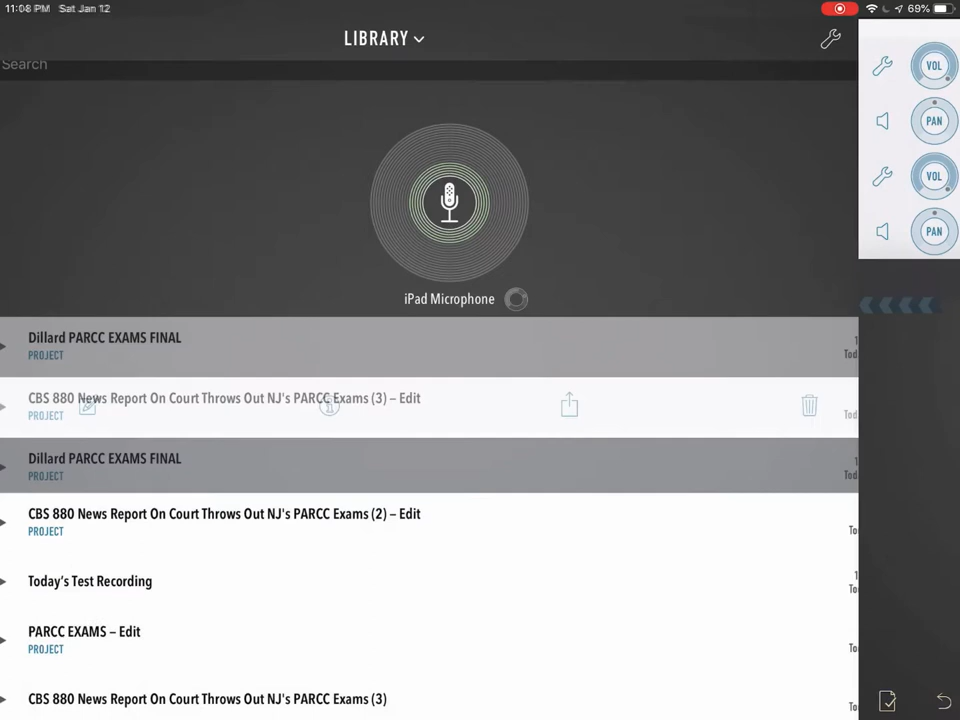 11:08 PM Sat Jan 12
69%
LIBRARY
Search
VOL
PAN
VOL
PAN
iPad Microphone
Dillard PARCC EXAMS FINAL
PROJECT
CBS 880 News Report On Court Throws Out NJ's PARCC Exams (3) – Edit
PROJECT
Dillard PARCC EXAMS FINAL
PROJECT
CBS 880 News Report On Court Throws Out NJ's PARCC Exams (2) – Edit
PROJECT
Today's Test Recording
PARCC EXAMS – Edit
PROJECT
CBS 880 News Report On Court Throws Out NJ's PARCC Exams (3)